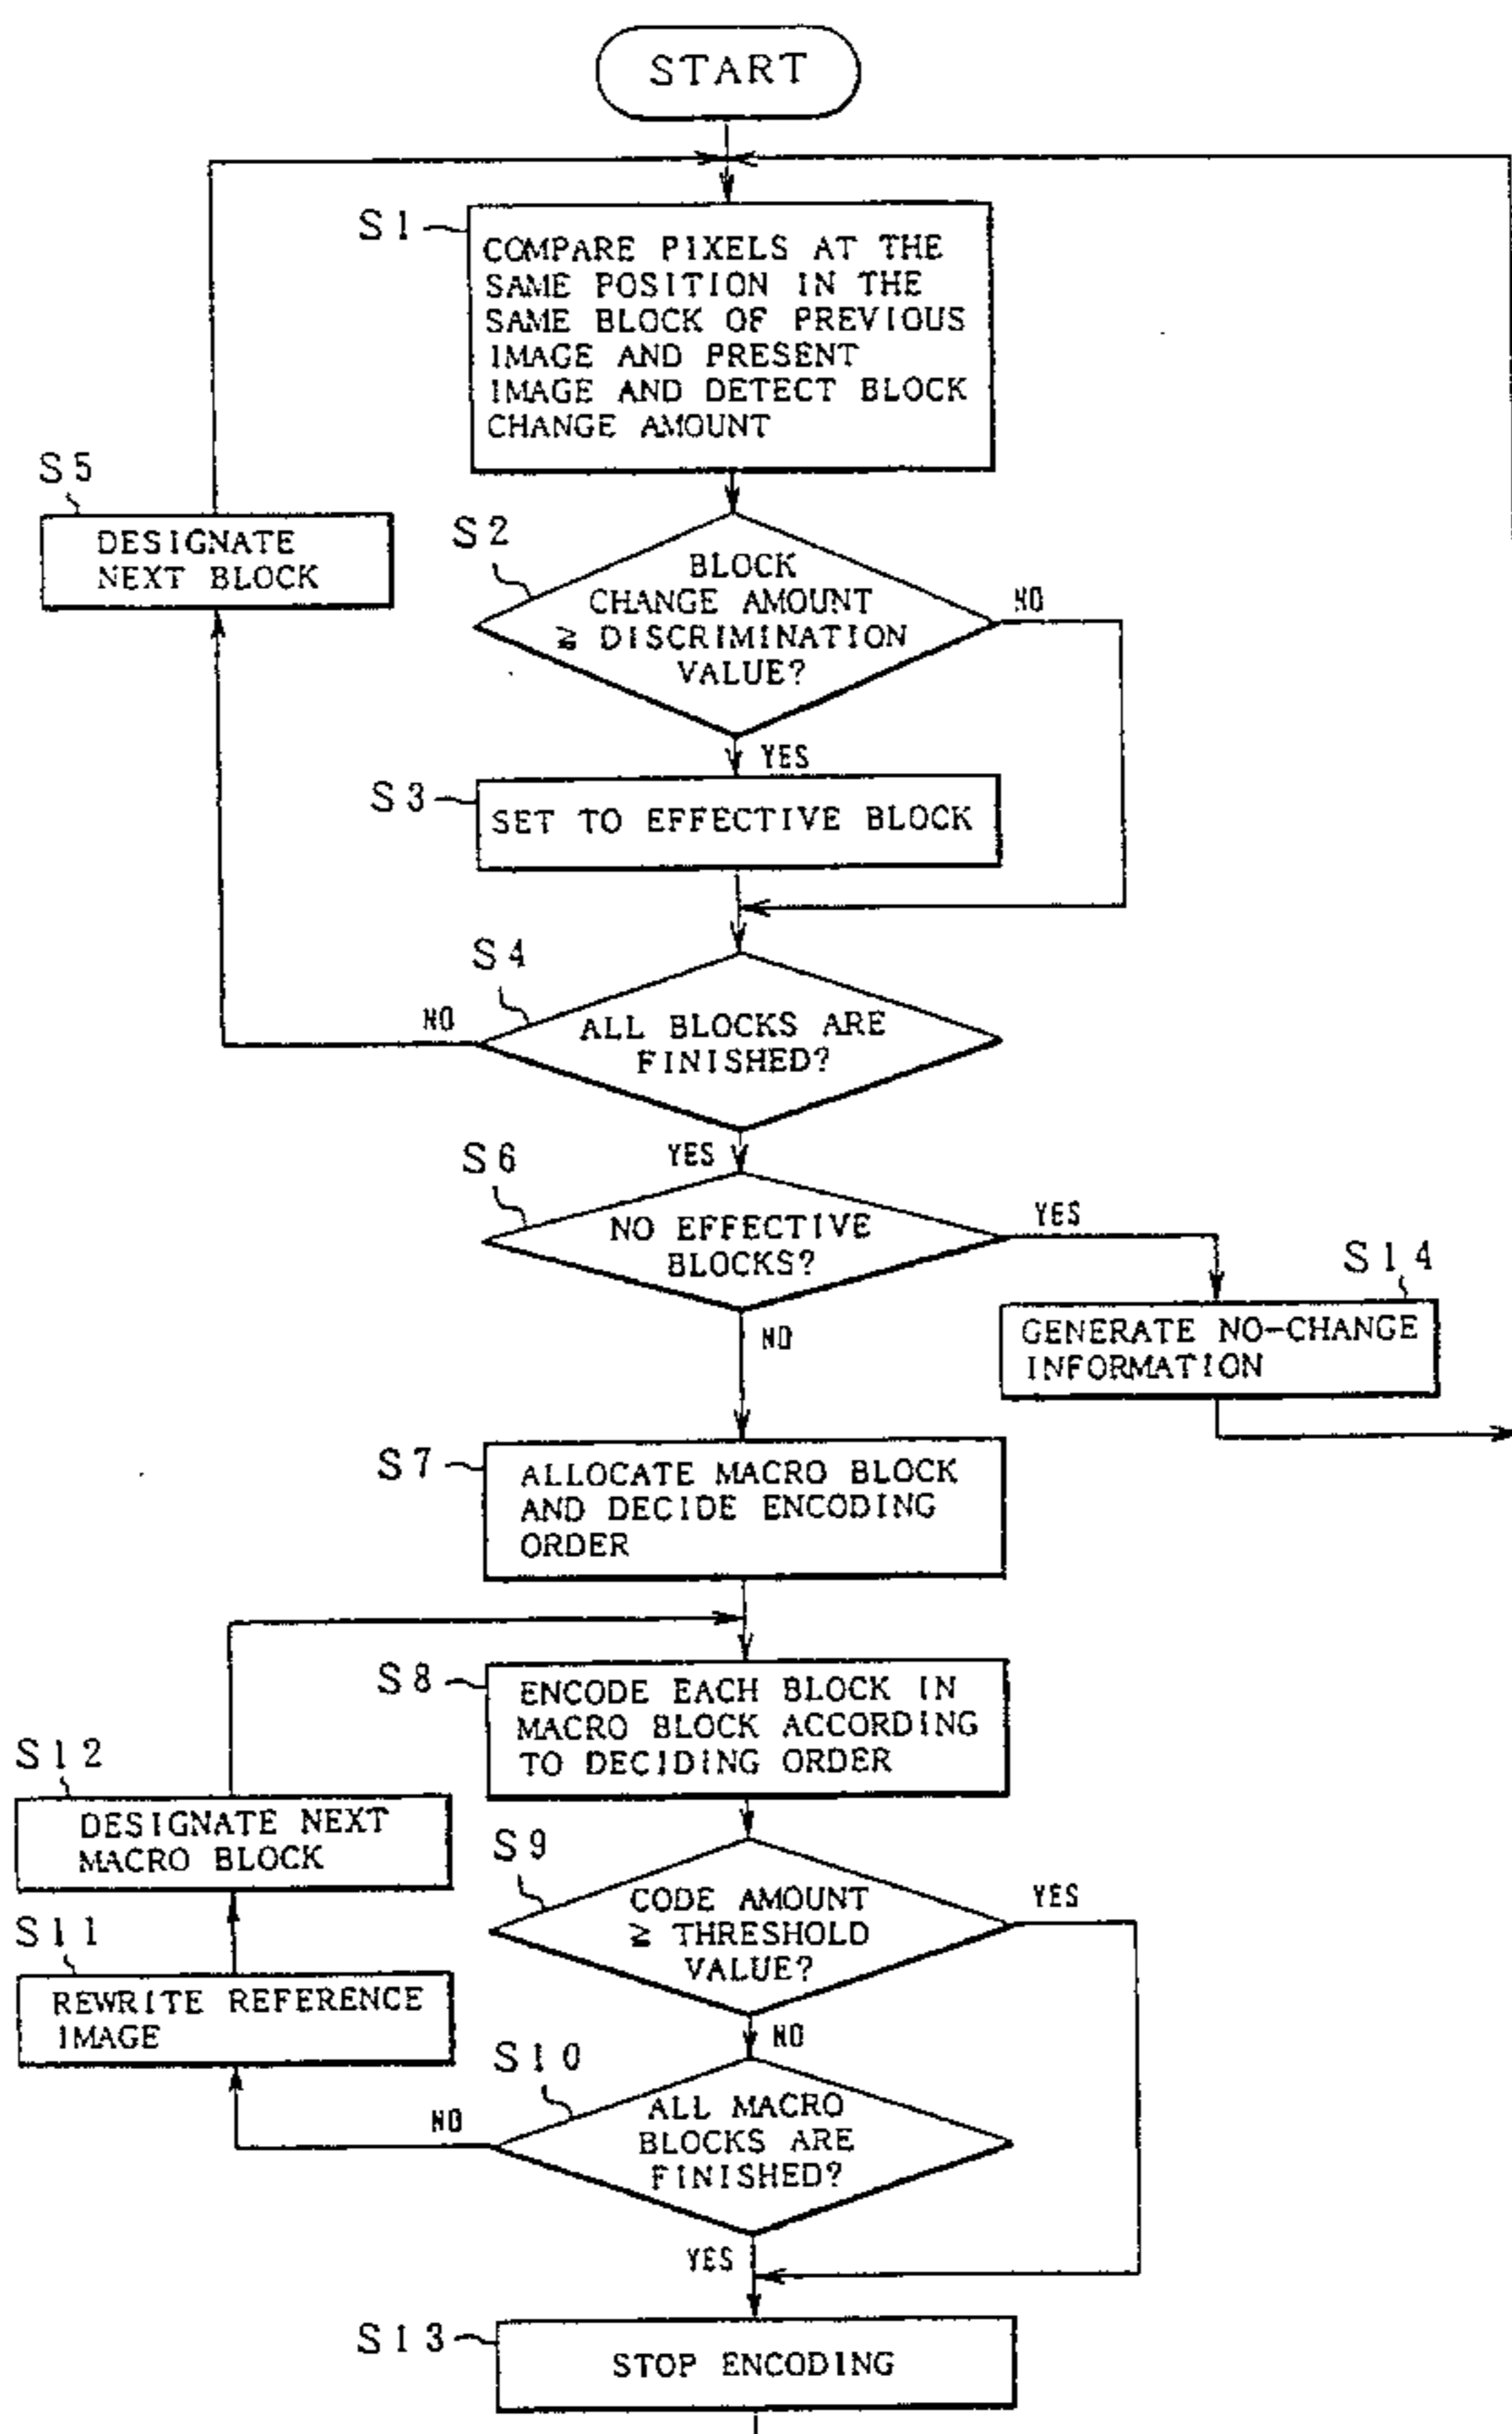 START
S1
COMPARE PIXELS AT THE
SAME POSITION IN THE
SAME BLOCK OF PREVIOUS
IMAGE AND PRESENT
IMAGE AND DETECT BLOCK
CHANGE AMOUNT
S5
DESIGNATE
NEXT BLOCK
S2
BLOCK
CHANGE AMOUNT
≧ DISCRIMINATION
VALUE?
NO
YES
S3
SET TO EFFECTIVE BLOCK
S4
NO
ALL BLOCKS ARE
FINISHED?
YES
S6
NO EFFECTIVE
BLOCKS?
YES
NO
S14
GENERATE NO-CHANGE
INFORMATION
S7
ALLOCATE MACRO BLOCK
AND DECIDE ENCODING
ORDER
S8
ENCODE EACH BLOCK IN
MACRO BLOCK ACCORDING
TO DECIDING ORDER
S12
DESIGNATE NEXT
MACRO BLOCK
S9
CODE AMOUNT
≧ THRESHOLD
VALUE?
YES
NO
S11
REWRITE REFERENCE
IMAGE
S10
NO
ALL MACRO
BLOCKS ARE
FINISHED?
YES
S13
STOP ENCODING